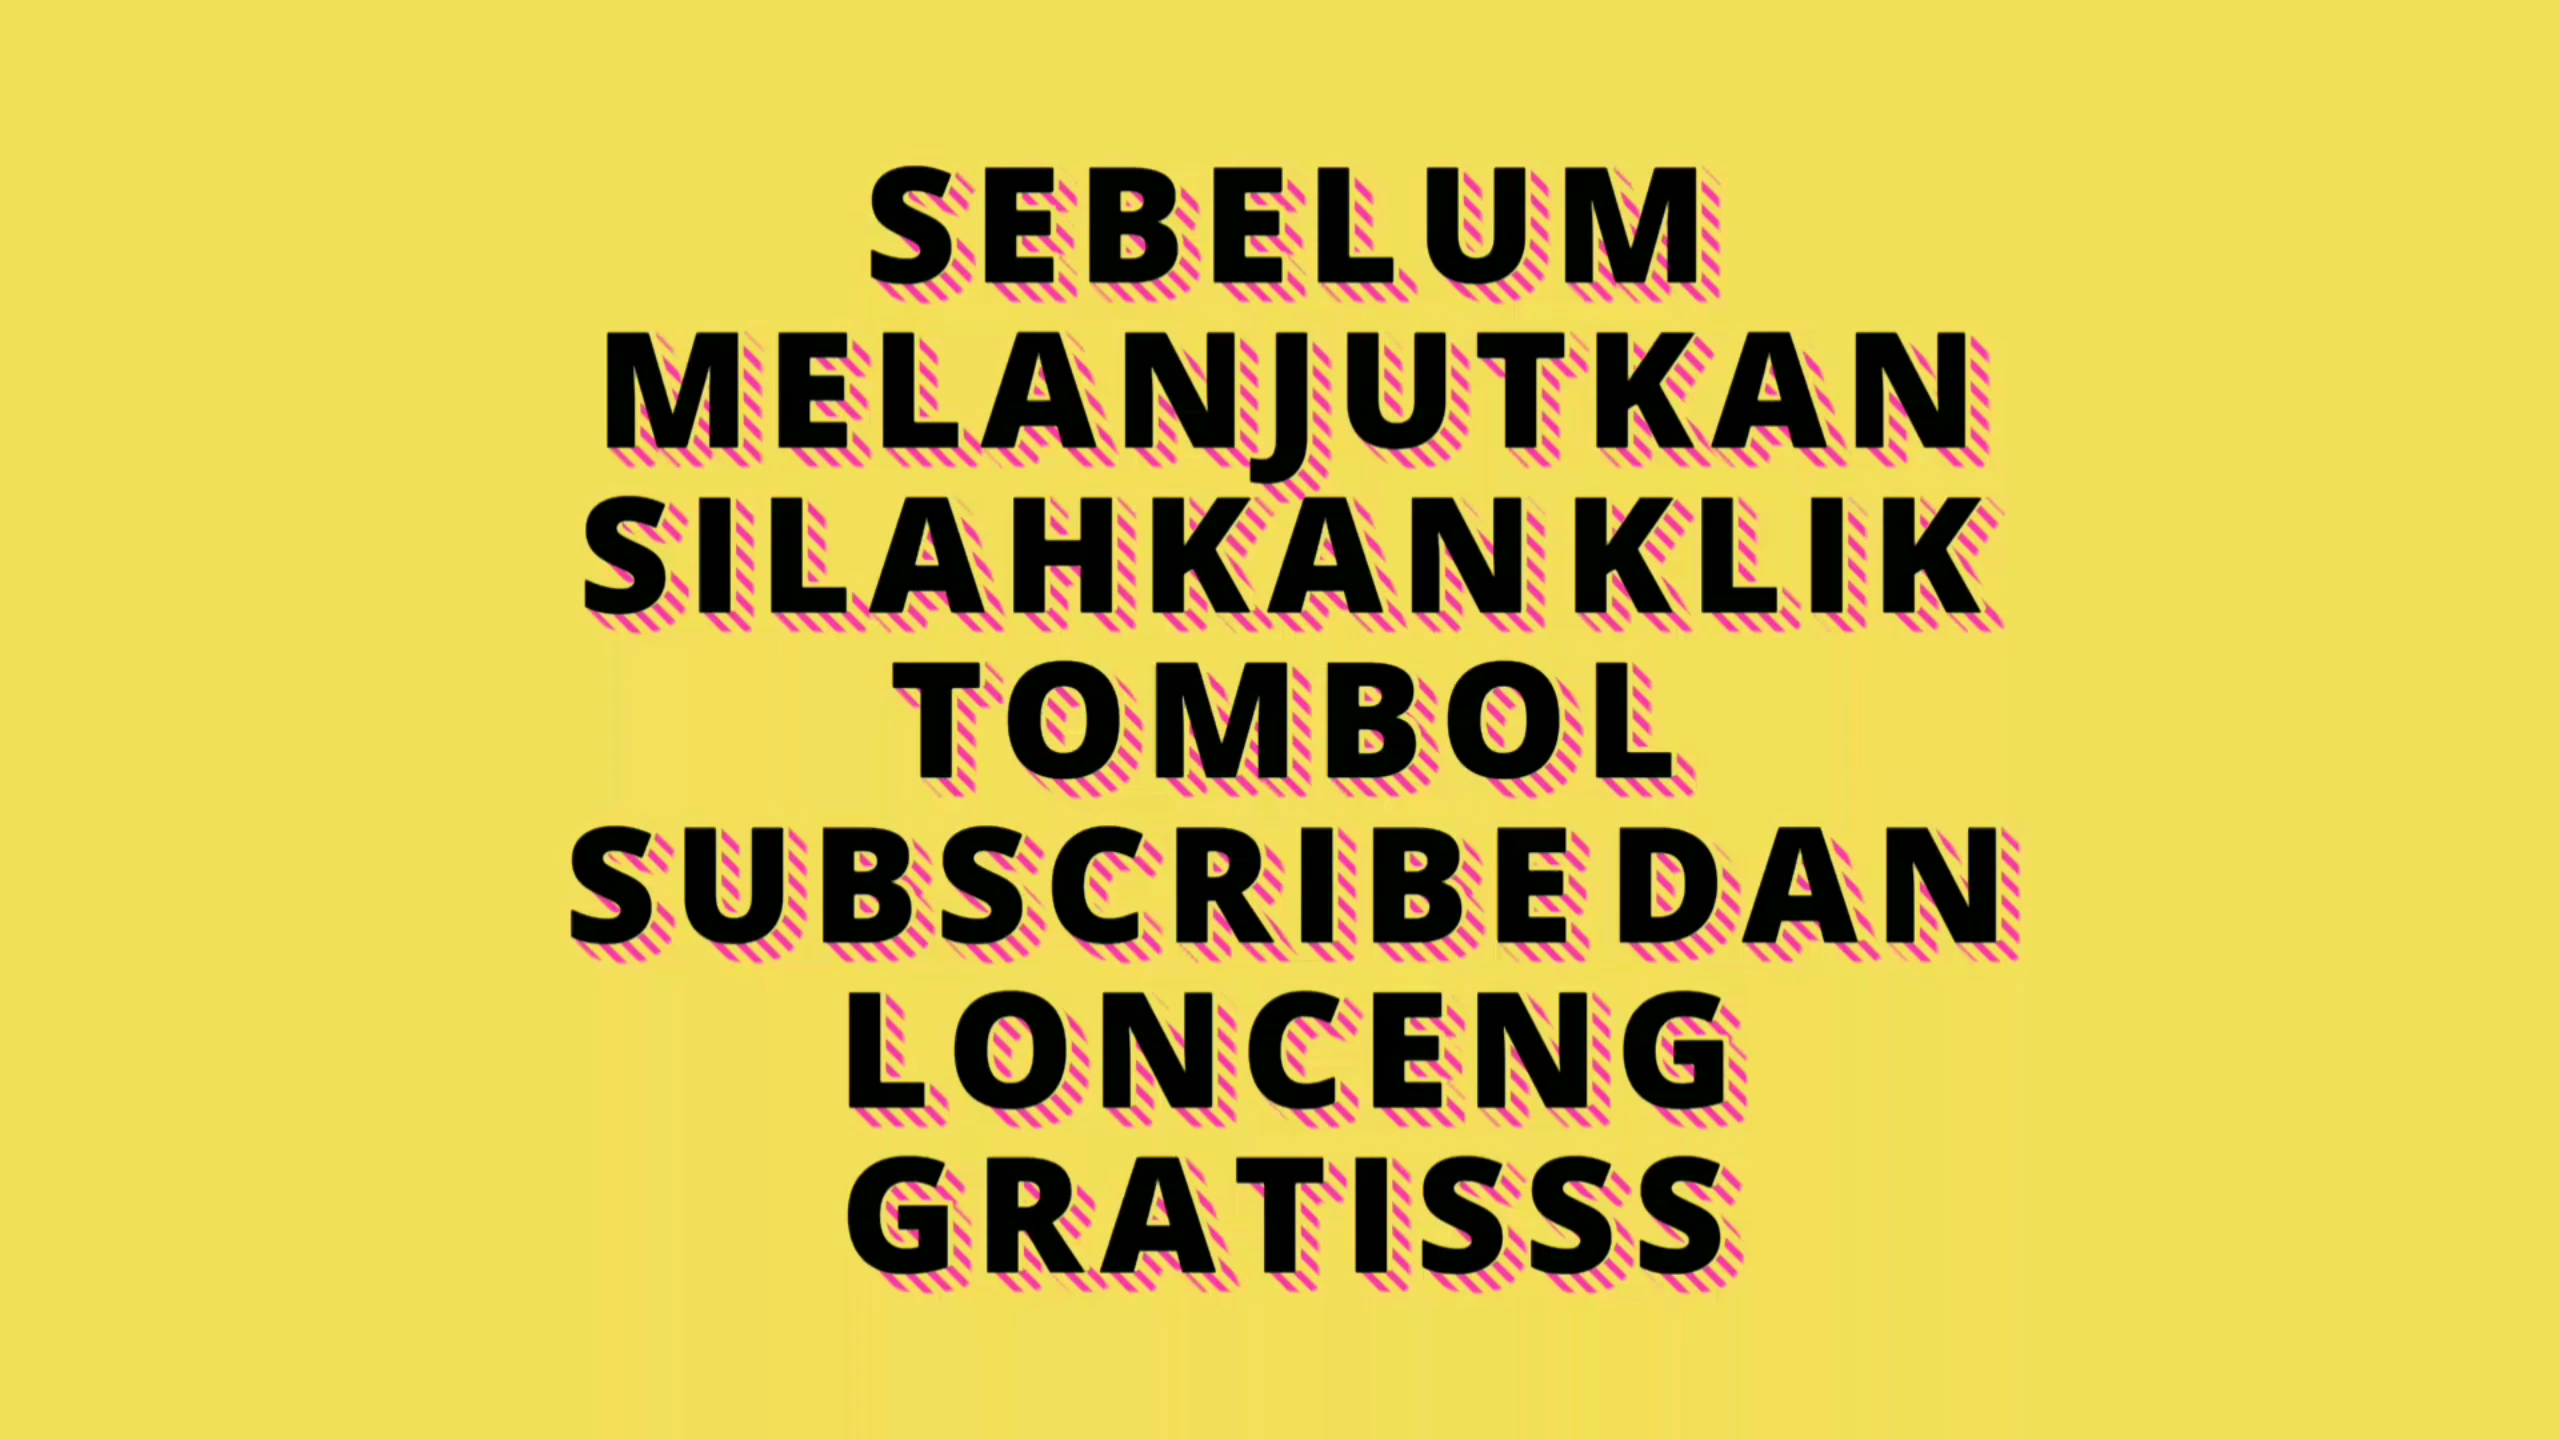 SEBELUM
MELANJUTKAN
SILAHKAN KLIK
TOMBOL
SUBSCRIBE DAN
LONCENG
GRATISSS